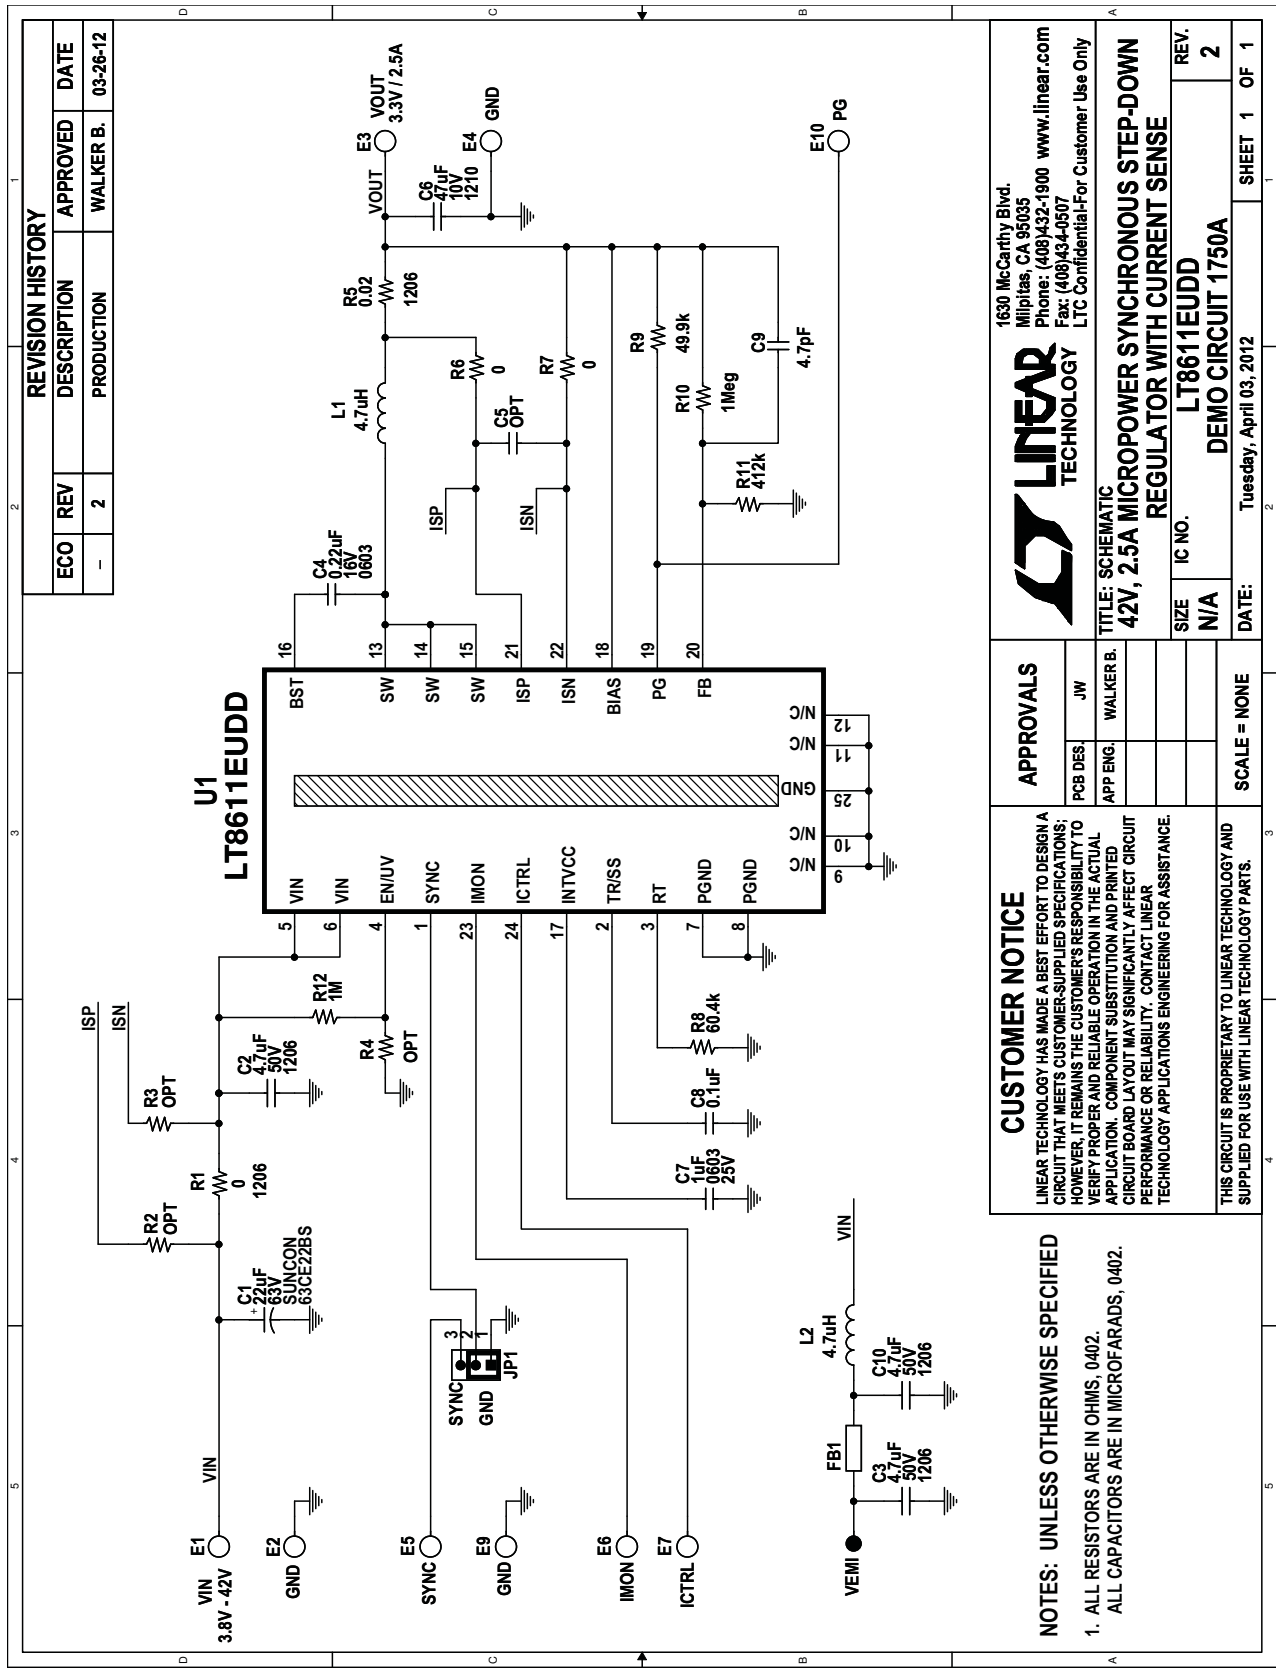 REVISION HISTORY
ECO REV DESCRIPTION APPROVED DATE
– 2 PRODUCTION WALKER B. 03-26-12
5 4 3 2 1
D
C
B
A
D
C
B
A
VIN
3.8V - 42V
E1
VIN
E2
GND
C1
+
22uF
63V
SUNCON
63CE22BS
R2
OPT
R1
0
1206
R3
OPT
ISP
ISN
C2
4.7uF
50V
1206
R12
1M
R4
OPT
E5
SYNC
E9
GND
E6
IMON
E7
ICTRL
SYNC
GND
3
2
1
JP1
C7
1uF
0603
25V
C8
0.1uF
R8
60.4k
U1
LT8611EUDD
5 VIN
6 VIN
4 EN/UV
1 SYNC
23 IMON
24 ICTRL
17 INTVCC
2 TR/SS
3 RT
7 PGND
8 PGND
BST 16
SW 13
SW 14
SW 15
ISP 21
ISN 22
BIAS 18
PG 19
FB 20
N/C N/C GND N/C N/C
9 10 25 11 12
C4
0.22uF
16V
0603
L1
4.7uH
R5
0.02
1206
ISP
ISN
R6
0
C5
OPT
R7
0
R9
49.9k
R10
1Meg
R11
412k
C9
4.7pF
VOUT
C6
47uF
10V
1210
E3
VOUT
3.3V / 2.5A
E4
GND
E10
PG
VEMI
FB1
C3
4.7uF
50V
1206
C10
4.7uF
50V
1206
L2
4.7uH
VIN
NOTES: UNLESS OTHERWISE SPECIFIED
1. ALL RESISTORS ARE IN OHMS, 0402.
ALL CAPACITORS ARE IN MICROFARADS, 0402.
CUSTOMER NOTICE
LINEAR TECHNOLOGY HAS MADE A BEST EFFORT TO DESIGN A
CIRCUIT THAT MEETS CUSTOMER-SUPPLIED SPECIFICATIONS;
HOWEVER, IT REMAINS THE CUSTOMER'S RESPONSIBILITY TO
VERIFY PROPER AND RELIABLE OPERATION IN THE ACTUAL
APPLICATION. COMPONENT SUBSTITUTION AND PRINTED
CIRCUIT BOARD LAYOUT MAY SIGNIFICANTLY AFFECT CIRCUIT
PERFORMANCE OR RELIABILITY. CONTACT LINEAR
TECHNOLOGY APPLICATIONS ENGINEERING FOR ASSISTANCE.
THIS CIRCUIT IS PROPRIETARY TO LINEAR TECHNOLOGY AND
SUPPLIED FOR USE WITH LINEAR TECHNOLOGY PARTS.
APPROVALS
PCB DES. JW
APP ENG. WALKER B.
SCALE = NONE
LT LINEAR
TECHNOLOGY
1630 McCarthy Blvd.
Milpitas, CA 95035
Phone: (408)432-1900 www.linear.com
Fax: (408)434-0507
LTC Confidential-For Customer Use Only
TITLE: SCHEMATIC
42V, 2.5A MICROPOWER SYNCHRONOUS STEP-DOWN
REGULATOR WITH CURRENT SENSE
SIZE
N/A
IC NO.
LT8611EUDD
DEMO CIRCUIT 1750A
REV.
2
DATE: Tuesday, April 03, 2012 SHEET 1 OF 1
5 4 3 2 1